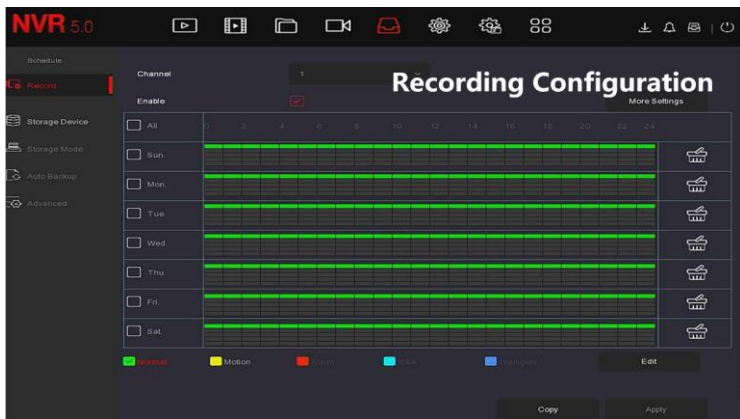 NVR 5.0
Schedule
Record
Storage Device
Storage Mode
Auto Backup
Advanced
Channel 1
Recording Configuration
Enable
More Settings
All 0 2 4 6 8 10 12 14 16 18 20 22 24
Sun.
Mon.
Tue.
Wed
Thu.
Fri.
Sat.
Normal Motion Alarm M&A Intelligent
Edit
Copy Apply